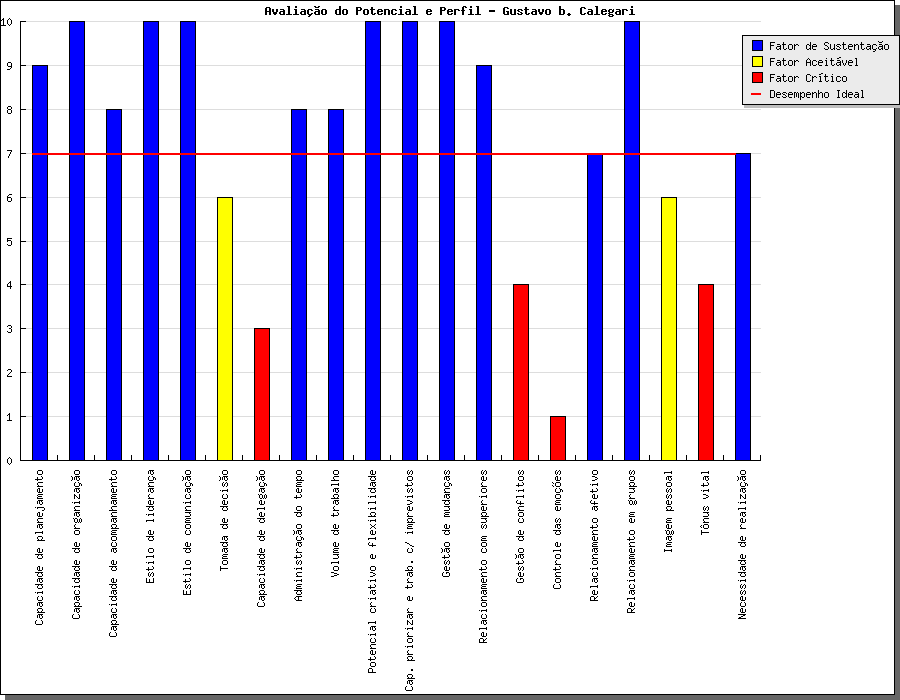 Avaliação do Potencial e Perfil - Gustavo b. Calegari
Fator de Sustentação
Fator Aceitável
Fator Crítico
Desempenho Ideal
10
9
8
7
6
5
4
3
2
1
0
Capacidade de planejamento
Capacidade de organização
Capacidade de acompanhamento
Estilo de liderança
Estilo de comunicação
Tomada de decisão
Capacidade de delegação
Administração do tempo
Volume de trabalho
Potencial criativo e flexibilidade
Cap. priorizar e trab. c/ imprevistos
Gestão de mudanças
Relacionamento com superiores
Gestão de conflitos
Controle das emoções
Relacionamento afetivo
Relacionamento em grupos
Imagem pessoal
Tônus vital
Necessidade de realização